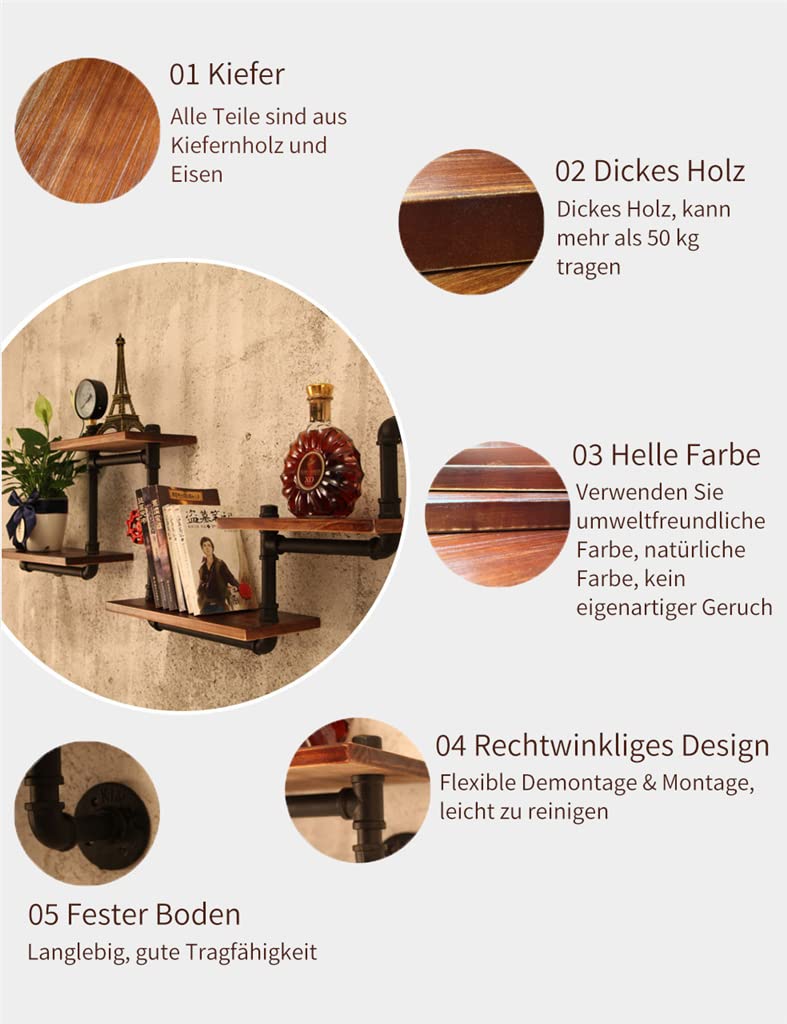 01 Kiefer
Alle Teile sind aus
Kiefernholz und
Eisen
02 Dickes Holz
Dickes Holz, kann
mehr als 50 kg
tragen
03 Helle Farbe
Verwenden Sie
umweltfreundliche
Farbe, natürliche
Farbe, kein
eigenartiger Geruch
XO
04 Rechtwinkliges Design
Flexible Demontage & Montage,
leicht zu reinigen
05 Fester Boden
Langlebig, gute Tragfähigkeit